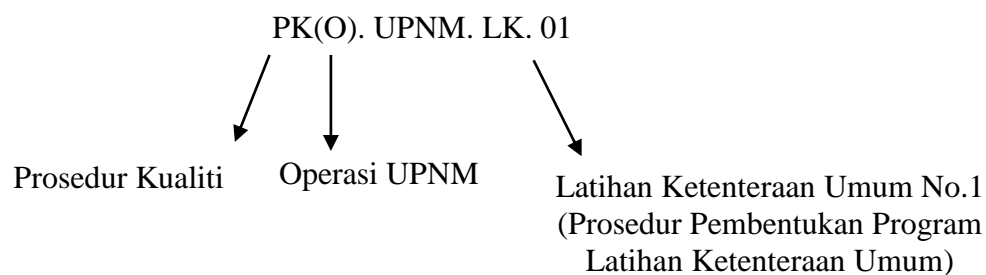 PK(O). UPNM. LK. 01
Prosedur Kualiti
Operasi UPNM
Latihan Ketenteraan Umum No.1
(Prosedur Pembentukan Program
Latihan Ketenteraan Umum)